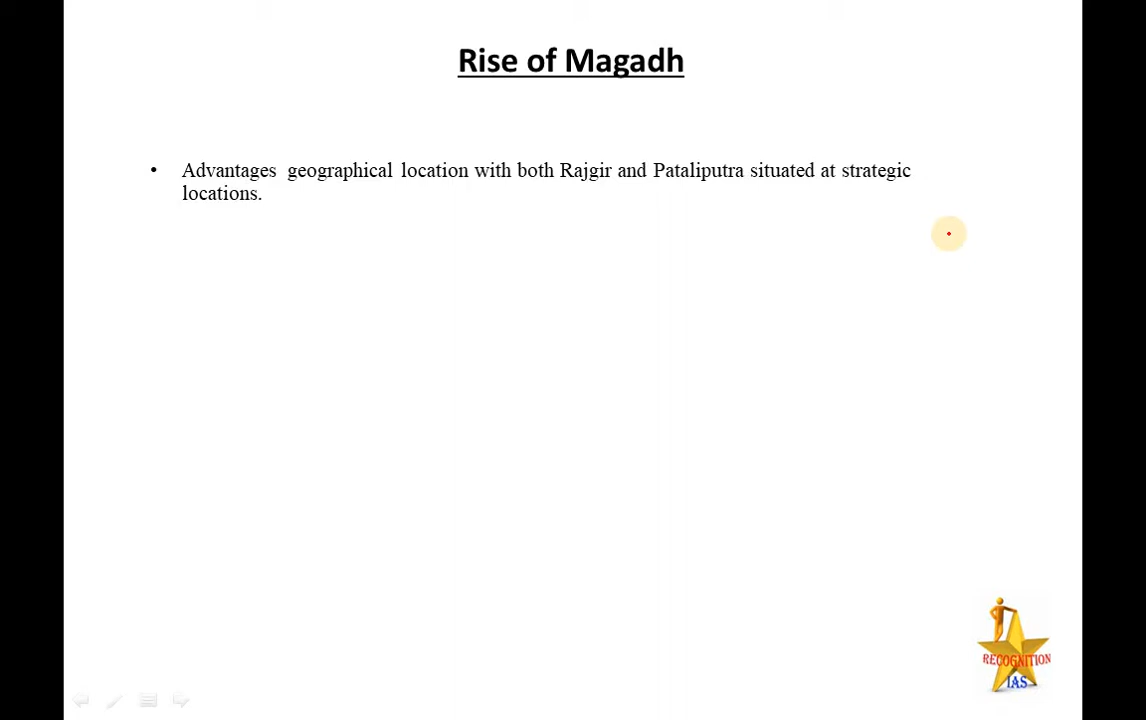 Rise of Magadh
• Advantages geographical location with both Rajgir and Pataliputra situated at strategic
locations.
RECOGNITION
IAS